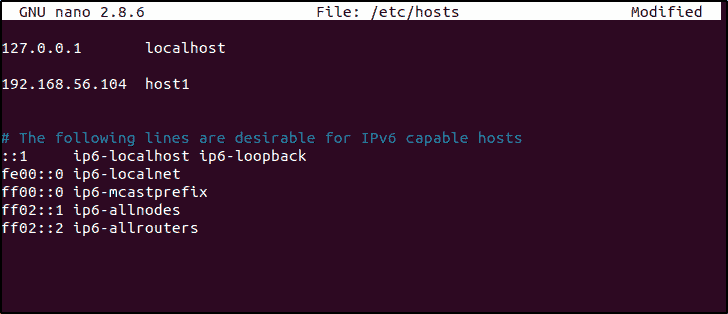 GNU nano 2.8.6 File: /etc/hosts Modified
127.0.0.1 localhost
192.168.56.104 host1
# The following lines are desirable for IPv6 capable hosts
::1 ip6-localhost ip6-loopback
fe00::0 ip6-localnet
ff00::0 ip6-mcastprefix
ff02::1 ip6-allnodes
ff02::2 ip6-allrouters